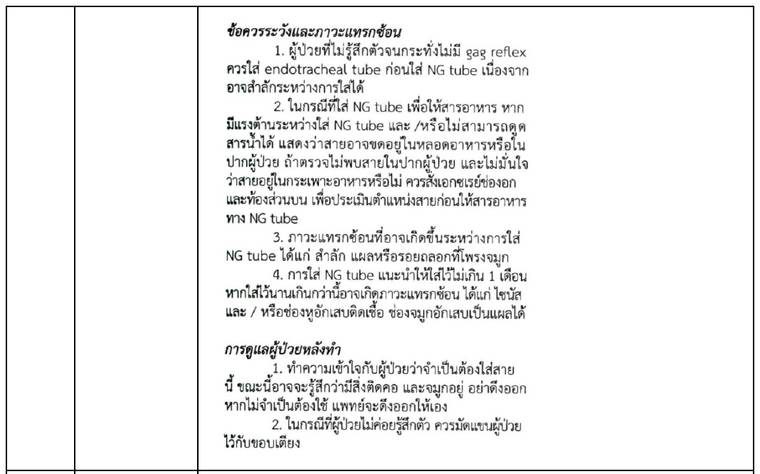 ข้อควรระวังและภาวะแทรกซ้อน
1. ผู้ป่วยที่ไม่รู้สึกตัวจนกระทั่งไม่มี gag reflex
ควรใส่ endotracheal tube ก่อนใส่ NG tube เนื่องจาก
อาจสำลักระหว่างการใส่ได้
2. ในกรณีที่ใส่ NG tube เพื่อให้สารอาหาร หาก
มีแรงต้านระหว่างใส่ NG tube และ /หรือไม่สามารถดูด
สารน้ำได้ แสดงว่าสายอาจขดอยู่ในหลอดอาหารหรือใน
ปากผู้ป่วย ถ้าตรวจไม่พบสายในปากผู้ป่วย และไม่มั่นใจ
ว่าสายอยู่ในกระเพาะอาหารหรือไม่ ควรสั่งเอกซเรย์ช่องอก
และท้องส่วนบน เพื่อประเมินตำแหน่งสายก่อนให้สารอาหาร
ทาง NG tube
3. ภาวะแทรกซ้อนที่อาจเกิดขึ้นระหว่างการใส่
NG tube ได้แก่ สำลัก แผลหรือรอยถลอกที่โพรงจมูก
4. การใส่ NG tube แนะนำให้ใส่ไว้ไม่เกิน 1 เดือน
หากใส่ไว้นานเกินกว่านี้อาจเกิดภาวะแทรกซ้อน ได้แก่ ไซนัส
และ / หรือช่องหูอักเสบติดเชื้อ ช่องจมูกอักเสบเป็นแผลได้
การดูแลผู้ป่วยหลังทำ
1. ทำความเข้าใจกับผู้ป่วยว่าจำเป็นต้องใส่สาย
นี้ ขณะนี้อาจจะรู้สึกว่ามีสิ่งติดคอ และจมูกอยู่ อย่าดึงออก
หากไม่จำเป็นต้องใช้ แพทย์จะดึงออกให้เอง
2. ในกรณีที่ผู้ป่วยไม่ค่อยรู้สึกตัว ควรมัดแขนผู้ป่วย
ไว้กับขอบเตียง